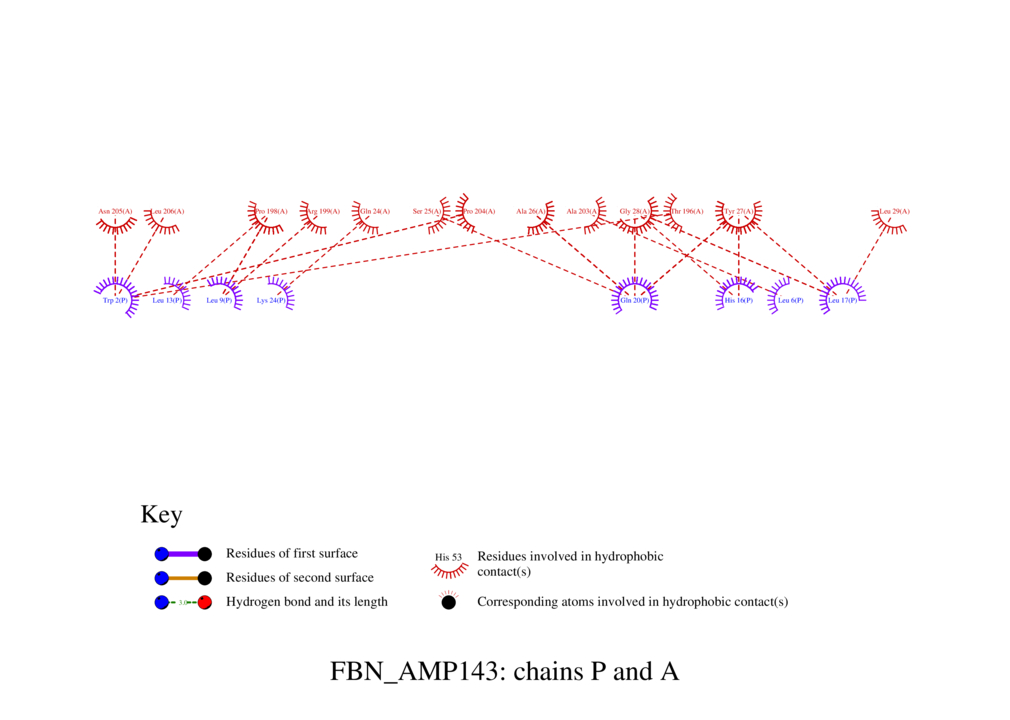 Asn 205(A) Leu 206(A) Pro 198(A) Arg 199(A) Gln 24(A) Ser 25(A) Pro 204(A) Ala 26(A) Ala 203(A) Gly 28(A) Thr 196(A) Tyr 27(A) Leu 29(A)
Trp 2(P) Leu 13(P) Leu 9(P) Lys 24(P) Gln 20(P) His 16(P) Leu 6(P) Leu 17(P)
Key
Residues of first surface
Residues of second surface
3.0 Hydrogen bond and its length
His 53 Residues involved in hydrophobic
contact(s)
Corresponding atoms involved in hydrophobic contact(s)
FBN_AMP143: chains P and A